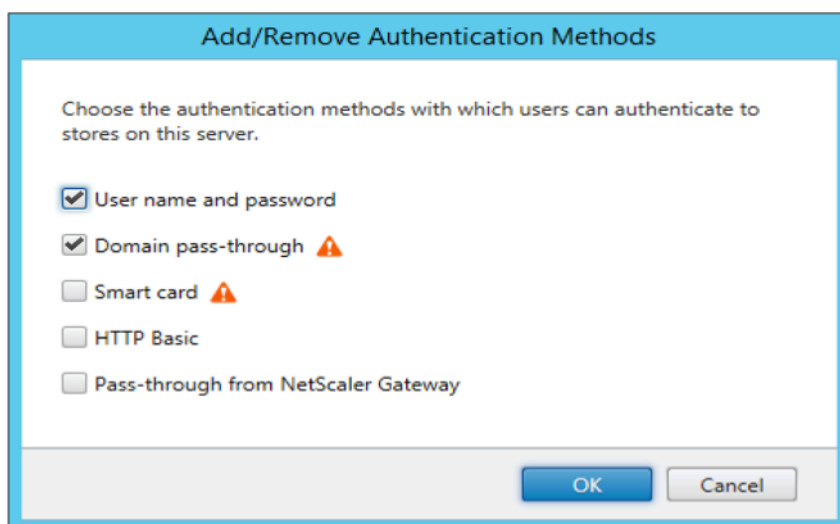 Add/Remove Authentication Methods
Choose the authentication methods with which users can authenticate to
stores on this server.
User name and password
Domain pass-through
Smart card
HTTP Basic
Pass-through from NetScaler Gateway
OK Cancel